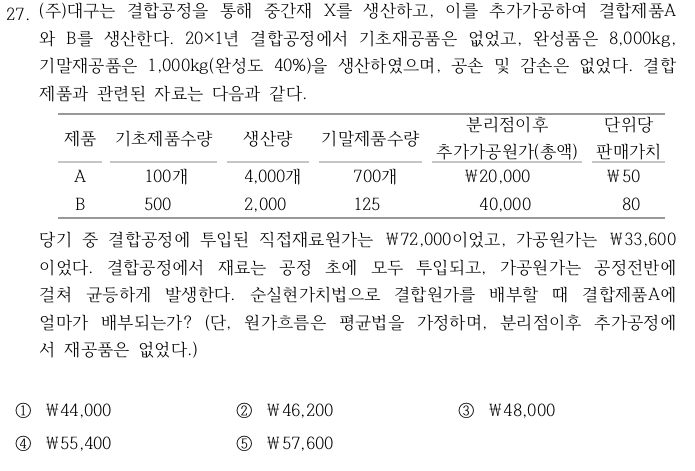 27. (주)대구는 결합공정을 통해 중간재 X를 생산하고, 이를 추가가공하여 결합제품A
와 B를 생산한다. 20×1년 결합공정에서 기초재공품은 없었고, 완성품은 8,000kg,
기말재공품은 1,000kg(완성도 40%)을 생산하였으며, 공손 및 감손은 없었다. 결합
제품과 관련된 자료는 다음과 같다.
제품 기초제품수량 생산량 기말제품수량 분리점이후 단위당
추가가공원가(총액) 판매가치
A 100개 4,000개 700개 ₩20,000 ₩50
B 500 2,000 125 40,000 80
당기 중 결합공정에 투입된 직접재료원가는 ₩72,000이었고, 가공원가는 ₩33,600
이었다. 결합공정에서 재료는 공정 초에 모두 투입되고, 가공원가는 공정전반에
걸쳐 균등하게 발생한다. 순실현가치법으로 결합원가를 배부할 때 결합제품A에
얼마가 배부되는가? (단, 원가흐름은 평균법을 가정하며, 분리점이후 추가공정에
서 재공품은 없었다.)
① ₩44,000 ② ₩46,200 ③ ₩48,000
④ ₩55,400 ⑤ ₩57,600